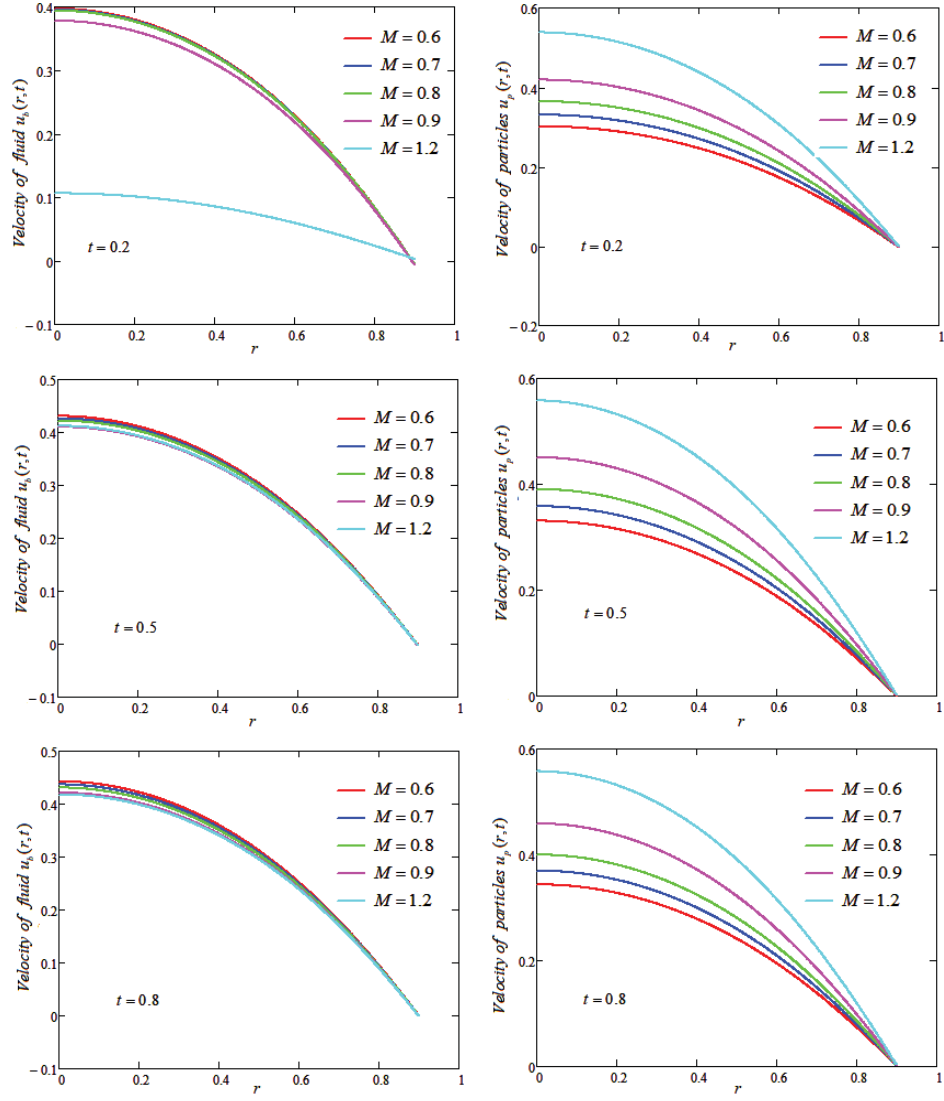 Velocity of fluid u_b(r,t)
0.4
0.3
0.2
0.1
0
−0.1
0 0.2 0.4 0.6 0.8 1
r
M = 0.6
M = 0.7
M = 0.8
M = 0.9
M = 1.2
t = 0.2
Velocity of particles u_p(r,t)
0.6
0.4
0.2
0
−0.2
0 0.2 0.4 0.6 0.8 1
r
M = 0.6
M = 0.7
M = 0.8
M = 0.9
M = 1.2
t = 0.2
Velocity of fluid u_b(r,t)
0.5
0.4
0.3
0.2
0.1
0
−0.1
0 0.2 0.4 0.6 0.8 1
r
M = 0.6
M = 0.7
M = 0.8
M = 0.9
M = 1.2
t = 0.5
Velocity of particles u_p(r,t)
0.6
0.4
0.2
0
0 0.2 0.4 0.6 0.8 1
r
M = 0.6
M = 0.7
M = 0.8
M = 0.9
M = 1.2
t = 0.5
Velocity of fluid u_b(r,t)
0.5
0.4
0.3
0.2
0.1
0
−0.1
0 0.2 0.4 0.6 0.8 1
r
M = 0.6
M = 0.7
M = 0.8
M = 0.9
M = 1.2
t = 0.8
Velocity of particles u_p(r,t)
0.6
0.4
0.2
0
0 0.2 0.4 0.6 0.8 1
r
M = 0.6
M = 0.7
M = 0.8
M = 0.9
M = 1.2
t = 0.8